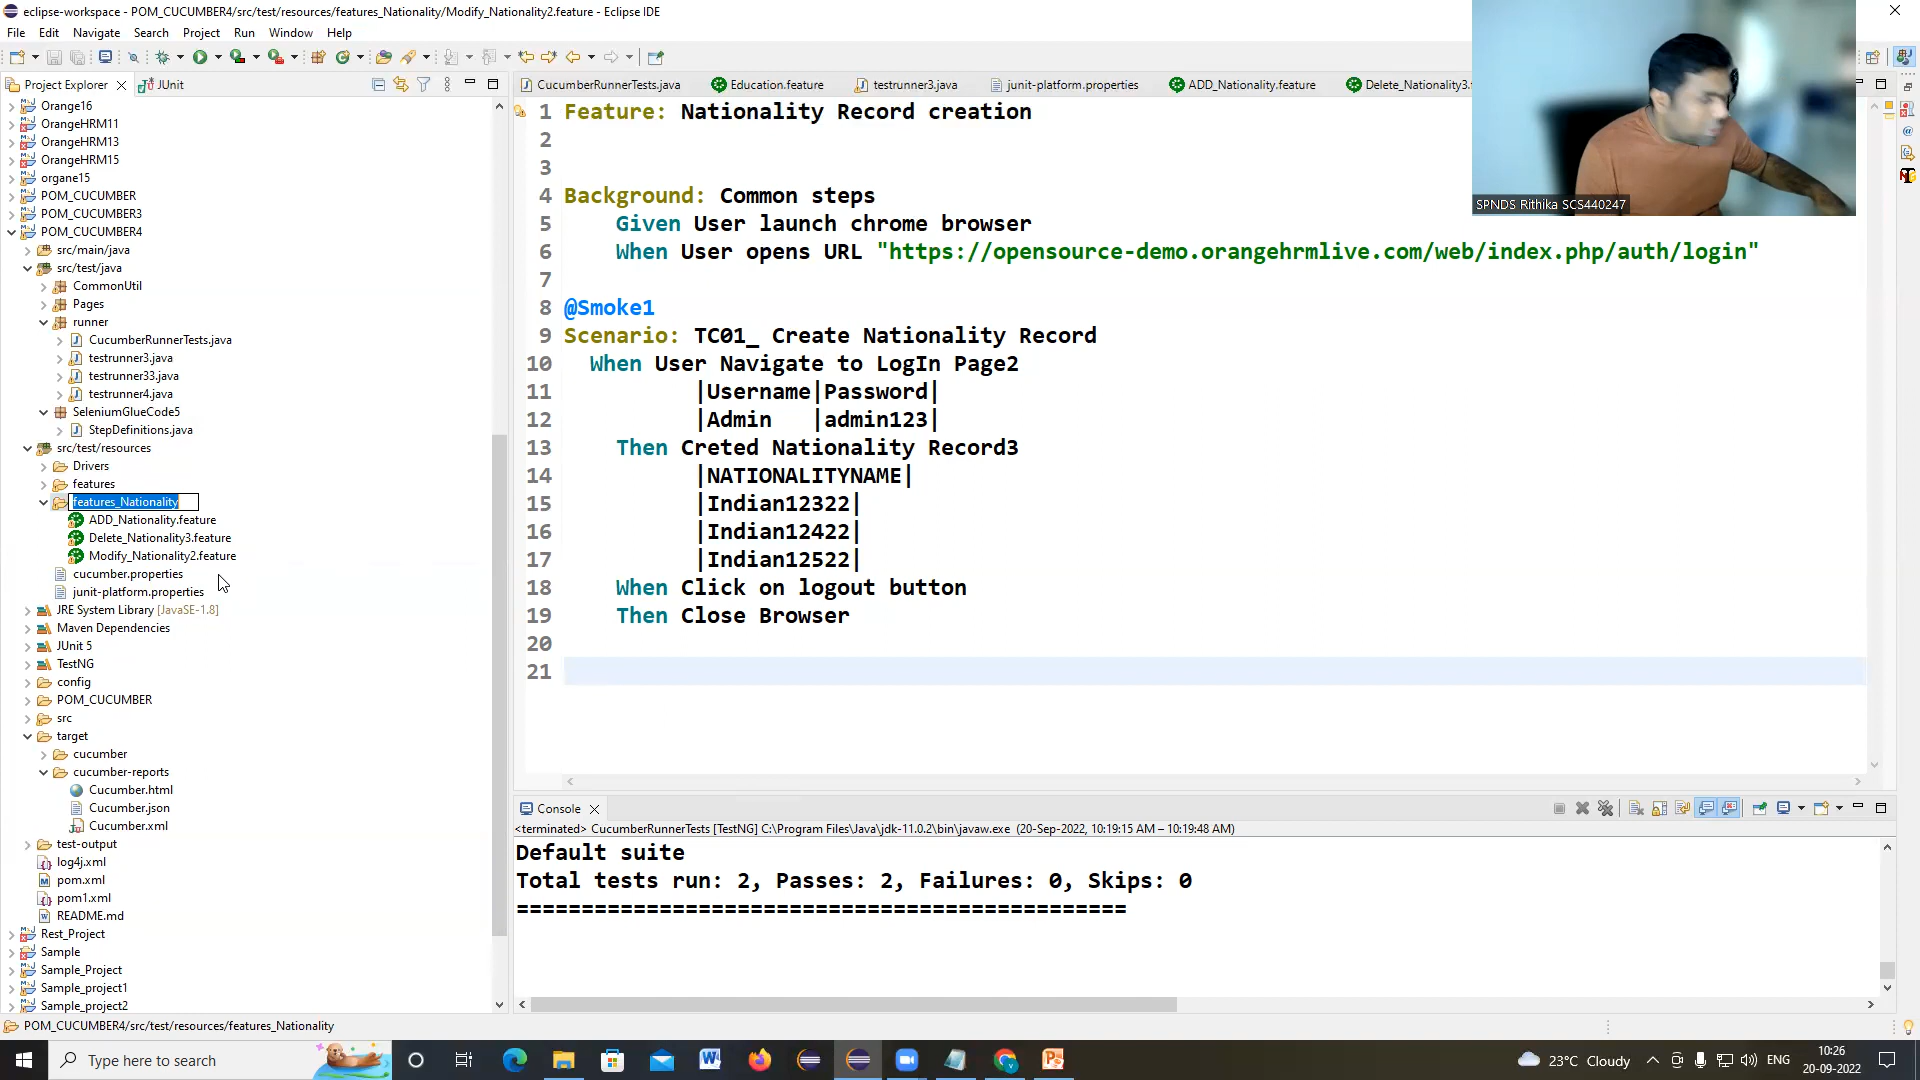 eclipse-workspace - POM_CUCUMBER4/src/test/resources/features_Nationality/Modify_Nationality2.feature - Eclipse IDE
File Edit Navigate Search Project Run Window Help
Project Explorer JUnit
CucumberRunnerTests.java Education.feature testrunner3.java junit-platform.properties ADD_Nationality.feature Delete_Nationality3.f
Orange16
OrangeHRM11
OrangeHRM13
OrangeHRM15
organe15
POM_CUCUMBER
POM_CUCUMBER3
POM_CUCUMBER4
src/main/java
src/test/java
CommonUtil
Pages
runner
CucumberRunnerTests.java
testrunner3.java
testrunner33.java
testrunner4.java
SeleniumGlueCode5
StepDefinitions.java
src/test/resources
Drivers
features
features_Nationality
ADD_Nationality.feature
Delete_Nationality3.feature
Modify_Nationality2.feature
cucumber.properties
junit-platform.properties
JRE System Library [JavaSE-1.8]
Maven Dependencies
JUnit 5
TestNG
config
POM_CUCUMBER
src
target
cucumber
cucumber-reports
Cucumber.html
Cucumber.json
Cucumber.xml
test-output
log4j.xml
pom.xml
pom1.xml
README.md
Rest_Project
Sample
Sample_Project
Sample_project1
Sample_project2
1 Feature: Nationality Record creation
2
3
4 Background: Common steps
5 Given User launch chrome browser
6 When User opens URL "https://opensource-demo.orangehrmlive.com/web/index.php/auth/login"
7
8 @Smoke1
9 Scenario: TC01_ Create Nationality Record
10 When User Navigate to LogIn Page2
11 |Username|Password|
12 |Admin   |admin123|
13 Then Creted Nationality Record3
14 |NATIONALITYNAME|
15 |Indian12322|
16 |Indian12422|
17 |Indian12522|
18 When Click on logout button
19 Then Close Browser
20
21
SPNDS Rithika SCS440247
Console
<terminated> CucumberRunnerTests [TestNG] C:\Program Files\Java\jdk-11.0.2\bin\javaw.exe (20-Sep-2022, 10:19:15 AM – 10:19:48 AM)
Default suite
Total tests run: 2, Passes: 2, Failures: 0, Skips: 0
===============================================
POM_CUCUMBER4/src/test/resources/features_Nationality
Type here to search
23°C Cloudy
ENG
10:26
20-09-2022